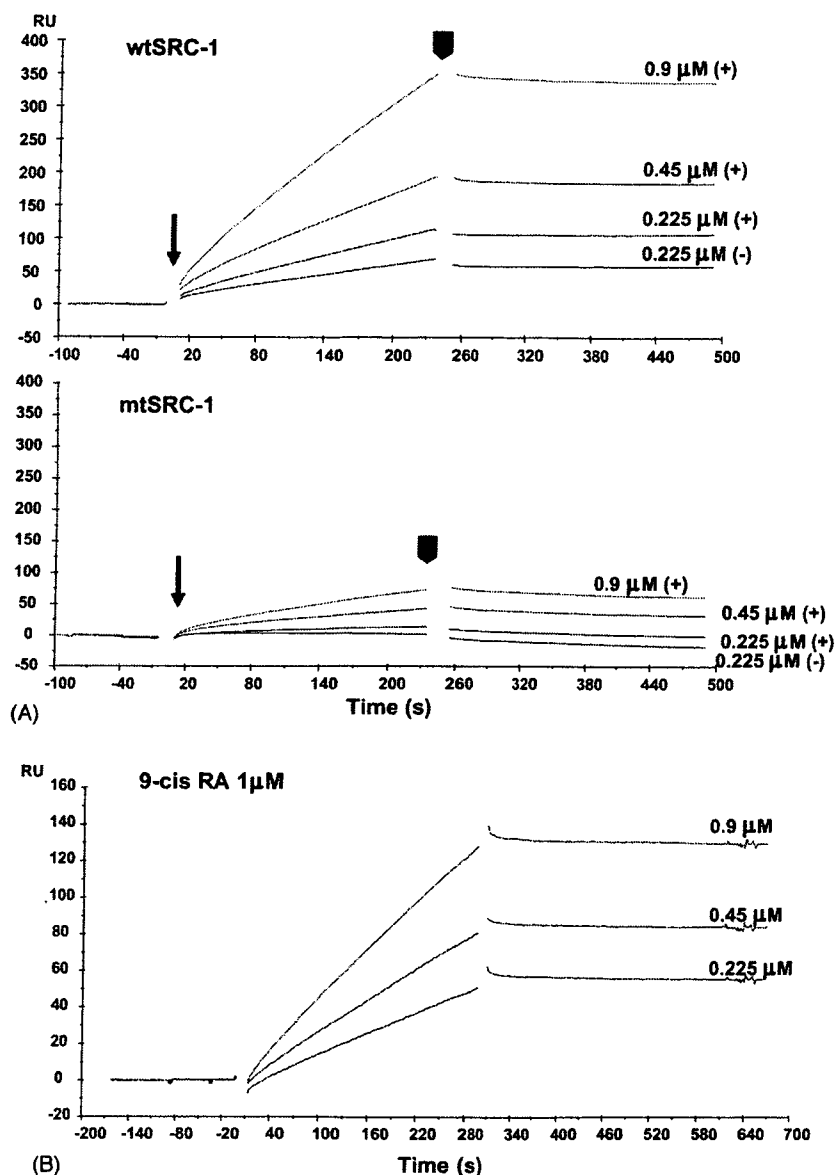 RU
400
wtSRC-1
350
0.9 µM (+)
300
250
200
0.45 µM (+)
150
0.225 µM (+)
100
0.225 µM (-)
50
0
-50
-100 -40 20 80 140 200 260 320 380 440 500
400
mtSRC-1
350
300
250
200
150
100
0.9 µM (+)
50
0.45 µM (+)
0
0.225 µM (+)
0.225 µM (-)
-50
-100 -40 20 80 140 200 260 320 380 440 500
Time (s)
(A)
RU
160
9-cis RA 1µM
140
0.9 µM
120
100
0.45 µM
80
60
0.225 µM
40
20
0
-20
-200 -140 -80 -20 40 100 160 220 280 340 400 460 520 580 640 700
Time (s)
(B)